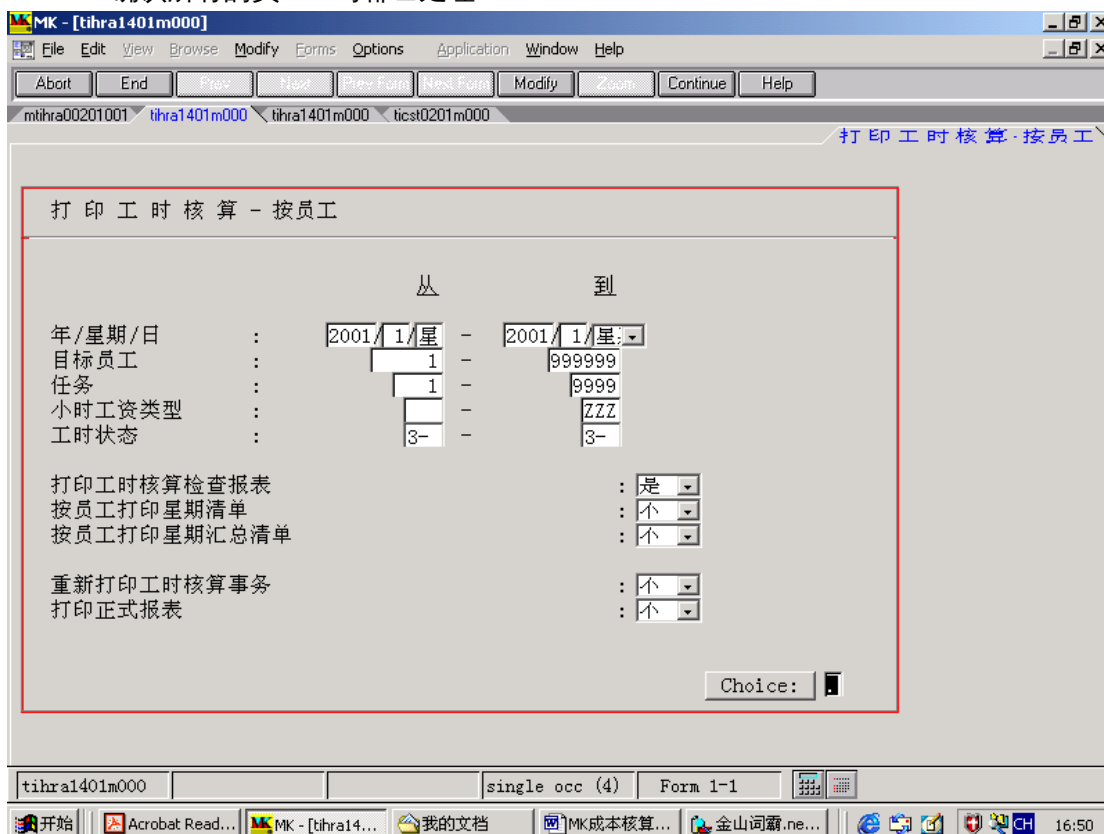 MK - [tihra1401m000]
File Edit View Browse Modify Forms Options Application Window Help
Abort End Prev Next Prev Form Next Form Modify Zoom Continue Help
mtihra00201001 tihra1401m000 tihra1401m000 ticst0201m000
打印工时核算-按员工
打印工时核算 - 按员工
从 到
年/星期/日 : 2001/ 1/星 - 2001/ 1/星
目标员工 : 1 - 999999
任务 : 1 - 9999
小时工资类型 : - ZZZ
工时状态 : 3- - 3-
打印工时核算检查报表 : 是
按员工打印星期清单 : 不
按员工打印星期汇总清单 : 不
重新打印工时核算事务 : 不
打印正式报表 : 不
Choice: .
tihra1401m000 single occ (4) Form 1-1
开始 Acrobat Read... MK - [tihra14... 我的文档 MK成本核算... 金山词霸.ne... CH 16:50